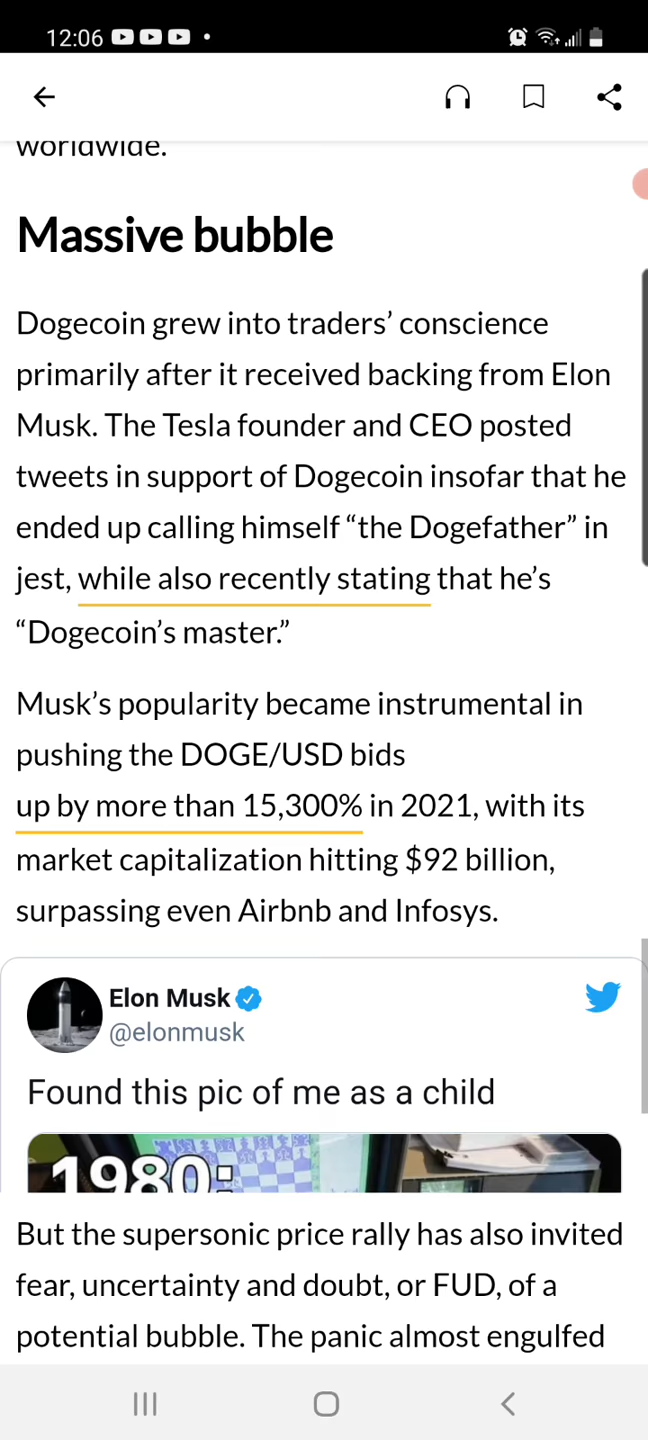 12:06
worldwide.
Massive bubble
Dogecoin grew into traders’ conscience
primarily after it received backing from Elon
Musk. The Tesla founder and CEO posted
tweets in support of Dogecoin insofar that he
ended up calling himself “the Dogefather” in
jest, while also recently stating that he’s
“Dogecoin’s master.”
Musk’s popularity became instrumental in
pushing the DOGE/USD bids
up by more than 15,300% in 2021, with its
market capitalization hitting $92 billion,
surpassing even Airbnb and Infosys.
Elon Musk
@elonmusk
Found this pic of me as a child
1980:
But the supersonic price rally has also invited
fear, uncertainty and doubt, or FUD, of a
potential bubble. The panic almost engulfed